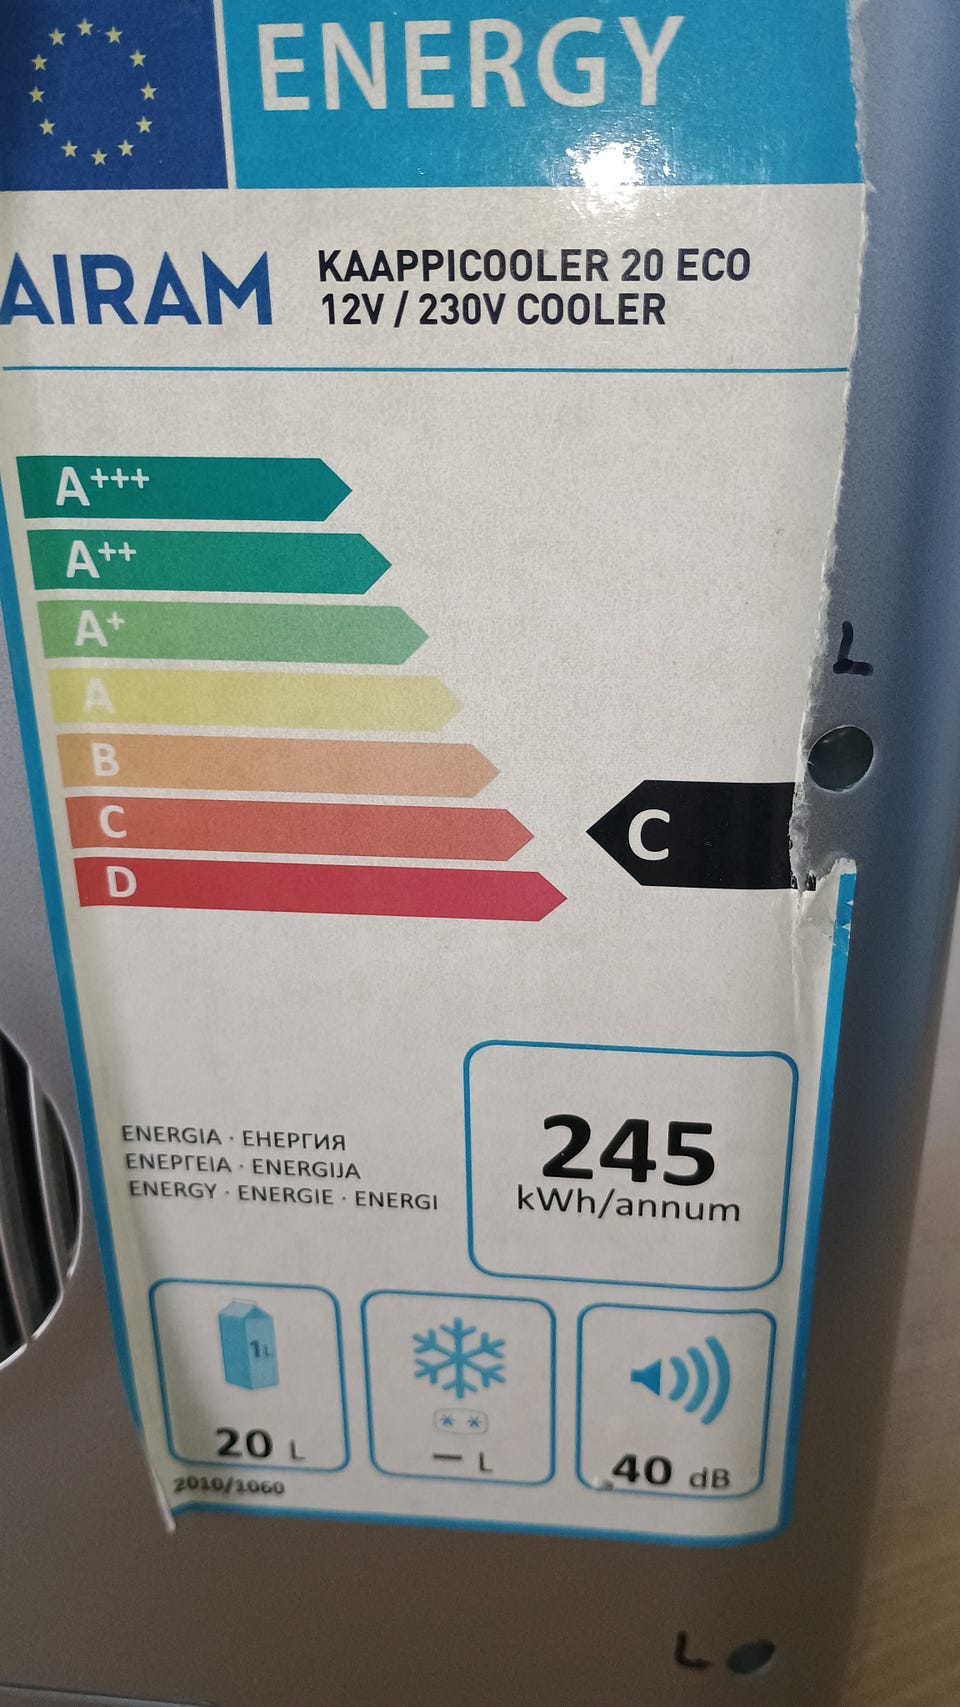 ENERGY
AIRAM
KAAPPICOOLER 20 ECO
12V / 230V COOLER
A+++
A++
A+
A
B
C
C
D
L
ENERGIA · ЕНЕРГИЯ
ΕΝΕΡΓΕΙΑ · ENERGIJA
ENERGY · ENERGIE · ENERGI
245
kWh/annum
1L
20 L
– L
40 dB
2010/1060
L